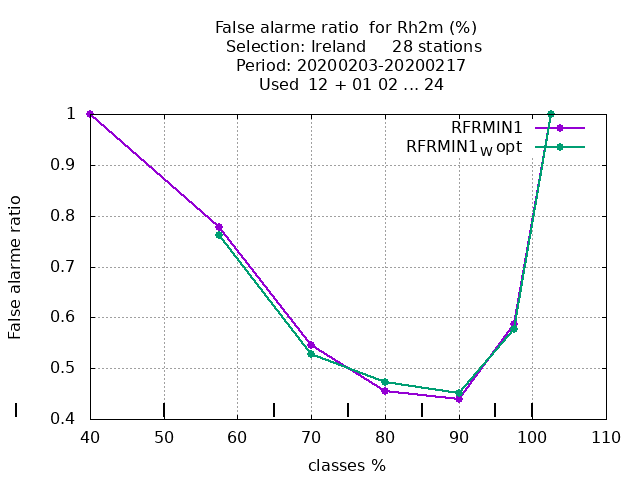 False alarme ratio  for Rh2m (%)
Selection: Ireland     28 stations
Period: 20200203-20200217
Used  12 + 01 02 ... 24
RFRMIN1
RFRMIN1W opt
1
0.9
0.8
0.7
0.6
0.5
0.4
False alarme ratio
40 50 60 70 80 90 100 110
classes %